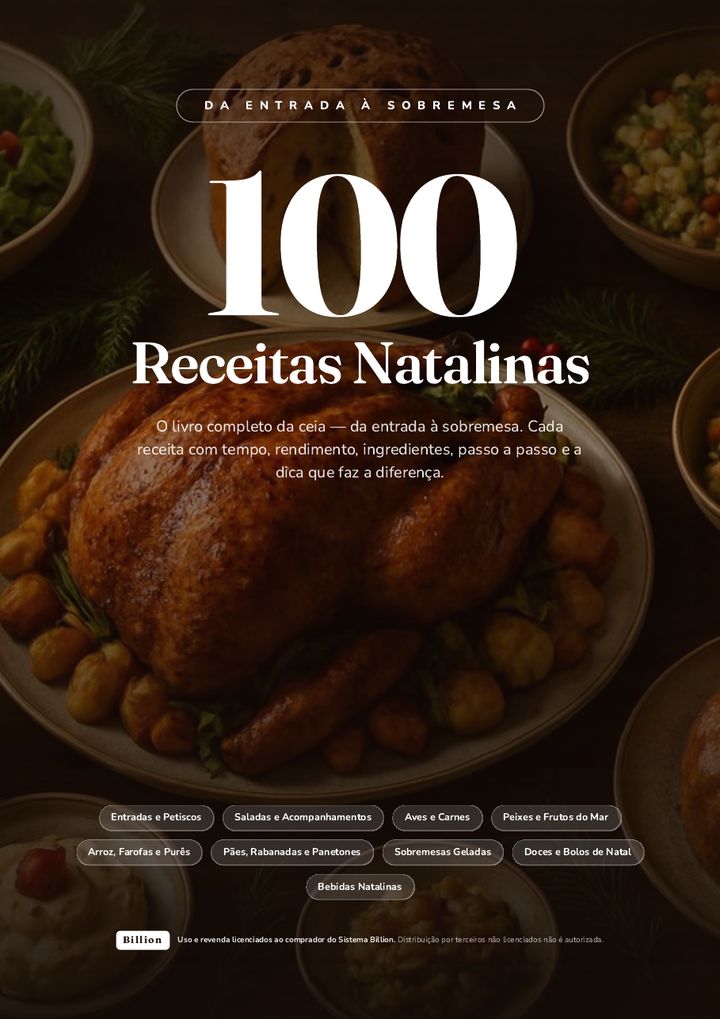 DA ENTRADA À SOBREMESA
100
Receitas Natalinas
O livro completo da ceia — da entrada à sobremesa. Cada
receita com tempo, rendimento, ingredientes, passo a passo e a
dica que faz a diferença.
Entradas e Petiscos Saladas e Acompanhamentos Aves e Carnes Peixes e Frutos do Mar
Arroz, Farofas e Purês Pães, Rabanadas e Panetones Sobremesas Geladas Doces e Bolos de Natal
Bebidas Natalinas
Billion Uso e revenda licenciados ao comprador do Sistema Billion. Distribuição por terceiros não licenciados não é autorizada.